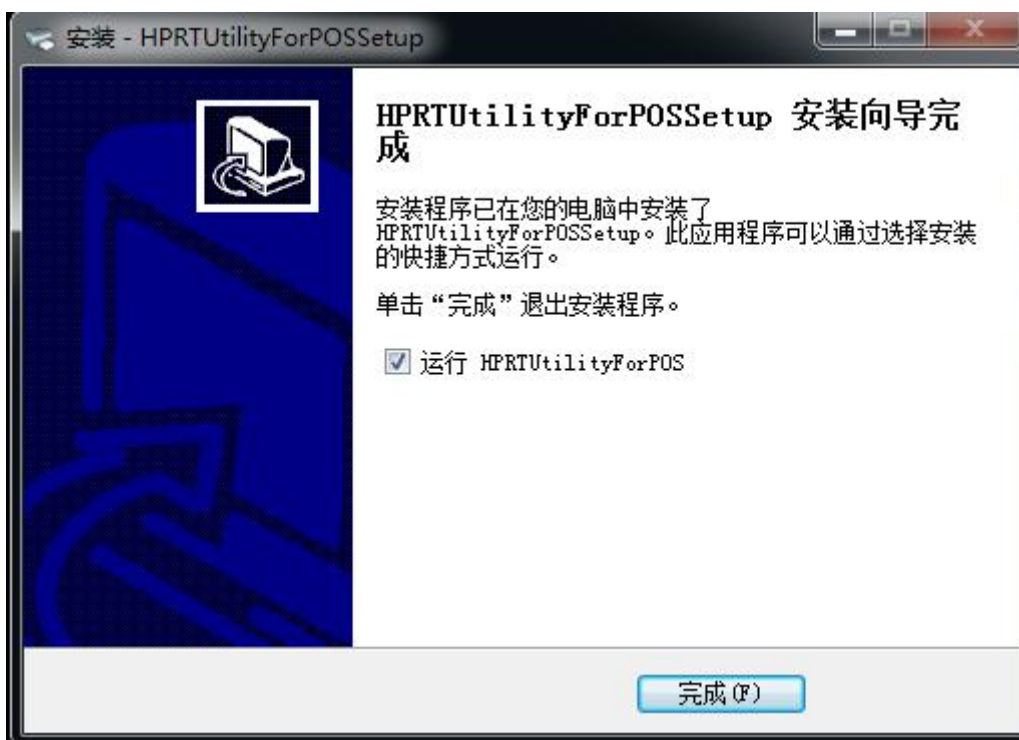 安装 - HPRTUtilityForPOSSetup
HPRTUtilityForPOSSetup 安装向导完
成
安装程序已在您的电脑中安装了
HPRTUtilityForPOSSetup。此应用程序可以通过选择安装
的快捷方式运行。
单击“完成”退出安装程序。
运行 HPRTUtilityForPOS
完成(F)